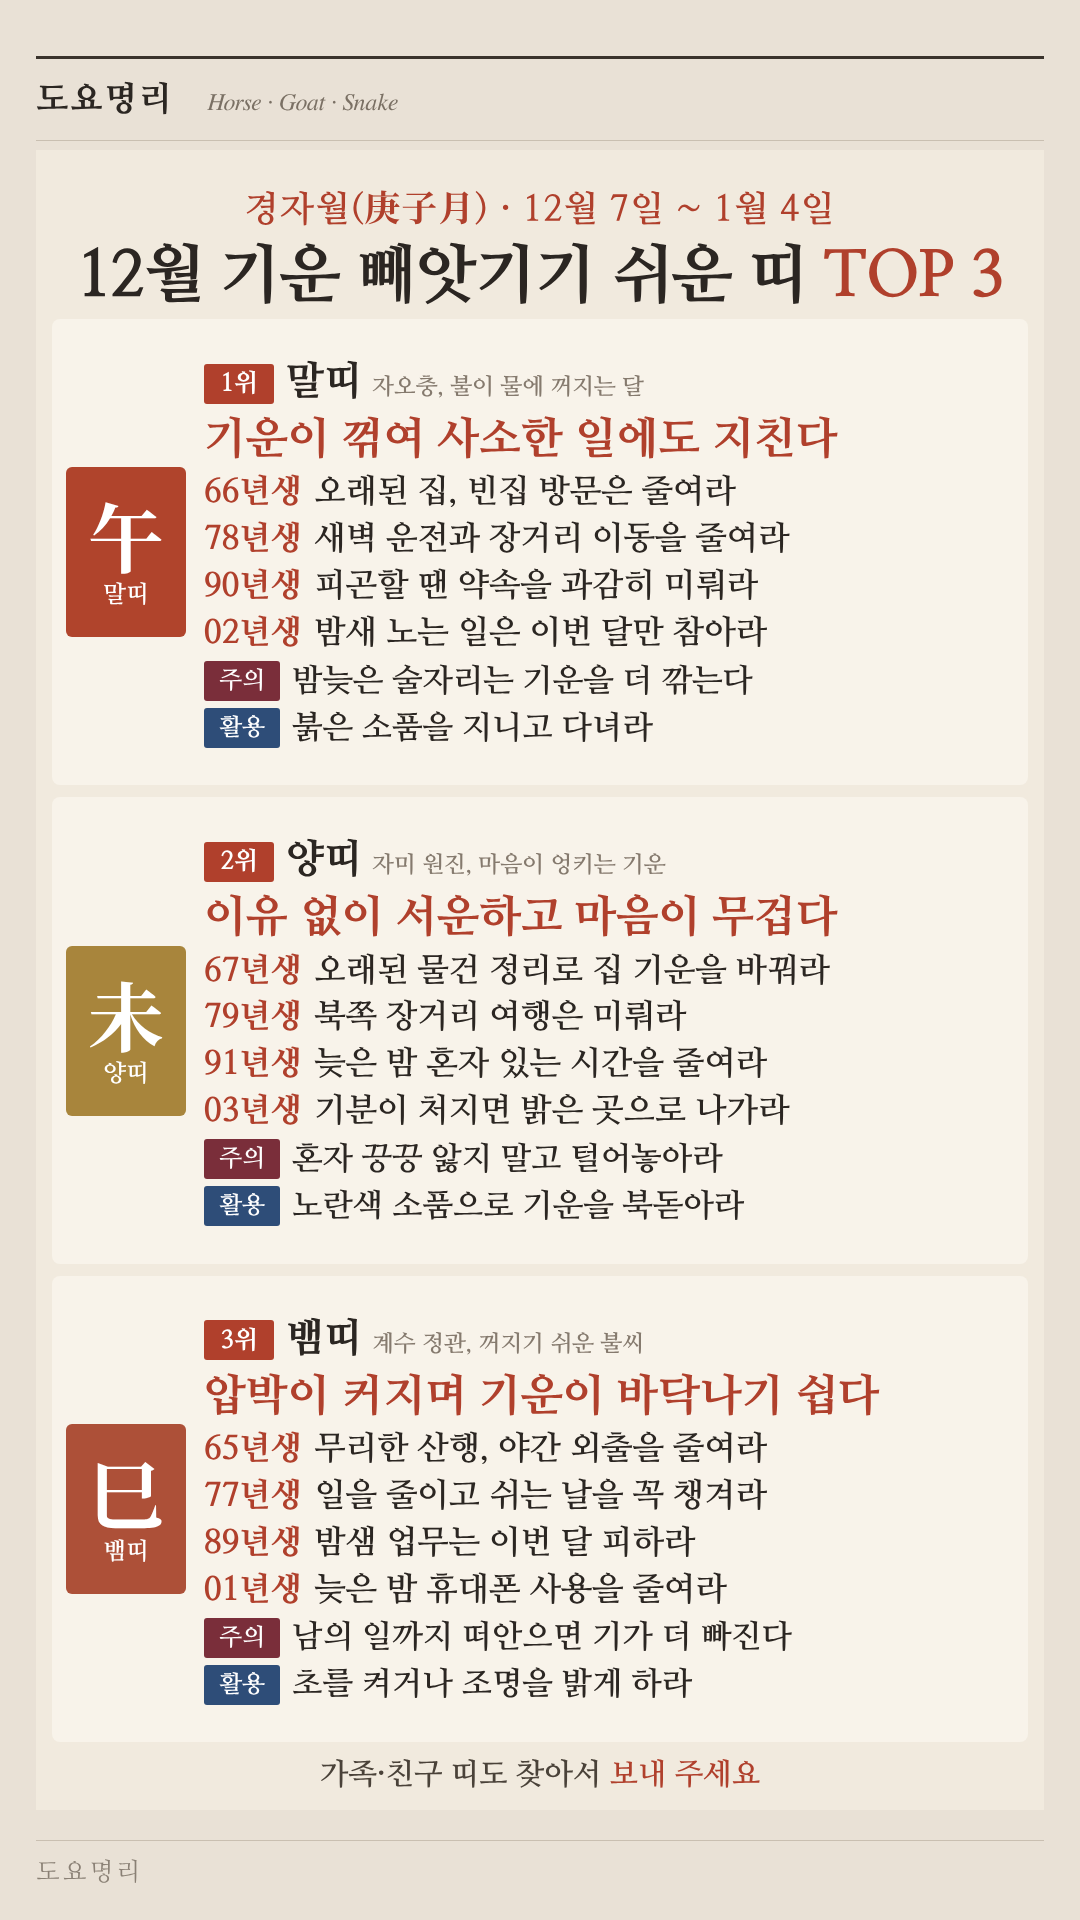 도요명리 Horse · Goat · Snake
경자월(庚子月) · 12월 7일 ~ 1월 4일
12월 기운 빼앗기기 쉬운 띠 TOP 3
1위 말띠 자오충, 불이 물에 꺼지는 달
기운이 꺾여 사소한 일에도 지친다
午
말띠
66년생 오래된 집, 빈집 방문은 줄여라
78년생 새벽 운전과 장거리 이동을 줄여라
90년생 피곤할 땐 약속을 과감히 미뤄라
02년생 밤새 노는 일은 이번 달만 참아라
주의 밤늦은 술자리는 기운을 더 깎는다
활용 붉은 소품을 지니고 다녀라
2위 양띠 자미 원진, 마음이 엉키는 기운
이유 없이 서운하고 마음이 무겁다
未
양띠
67년생 오래된 물건 정리로 집 기운을 바꿔라
79년생 북쪽 장거리 여행은 미뤄라
91년생 늦은 밤 혼자 있는 시간을 줄여라
03년생 기분이 처지면 밝은 곳으로 나가라
주의 혼자 끙끙 앓지 말고 털어놓아라
활용 노란색 소품으로 기운을 북돋아라
3위 뱀띠 계수 정관, 꺼지기 쉬운 불씨
압박이 커지며 기운이 바닥나기 쉽다
巳
뱀띠
65년생 무리한 산행, 야간 외출을 줄여라
77년생 일을 줄이고 쉬는 날을 꼭 챙겨라
89년생 밤샘 업무는 이번 달 피하라
01년생 늦은 밤 휴대폰 사용을 줄여라
주의 남의 일까지 떠안으면 기가 더 빠진다
활용 초를 켜거나 조명을 밝게 하라
가족·친구 띠도 찾아서 보내 주세요
도요명리